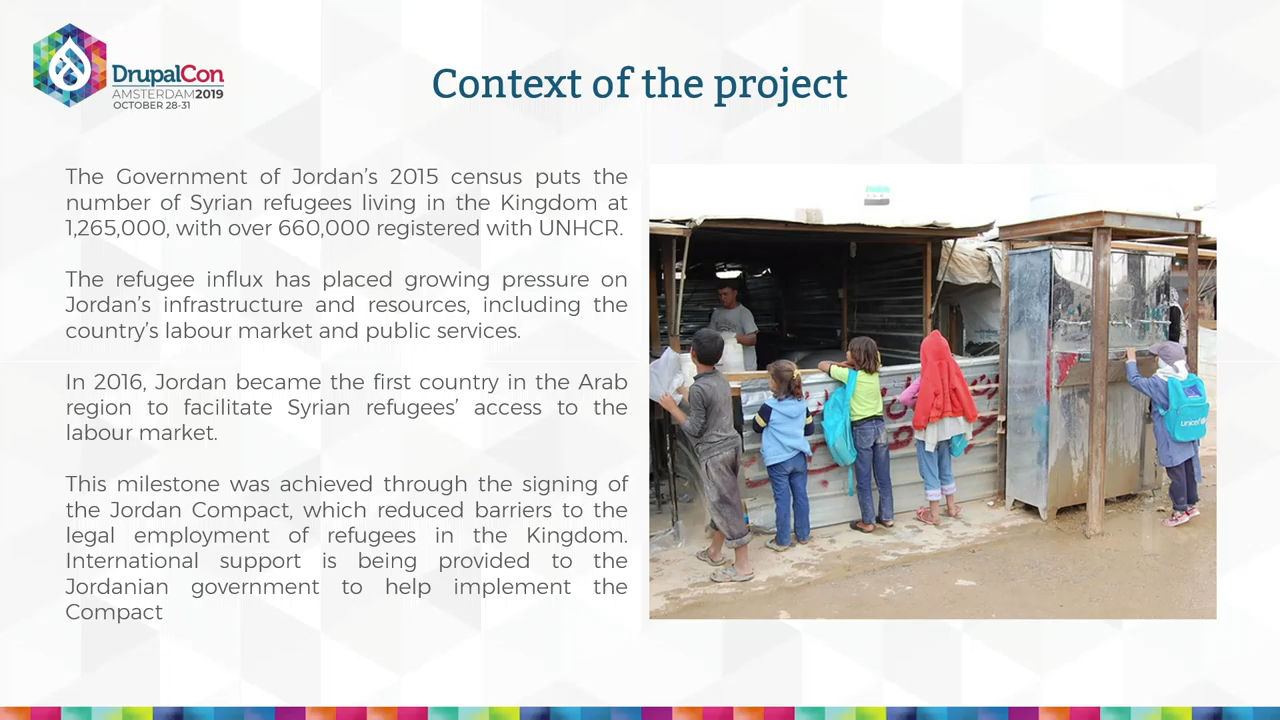 DrupalCon
AMSTERDAM2019
OCTOBER 28-31
Context of the project
The Government of Jordan’s 2015 census puts the
number of Syrian refugees living in the Kingdom at
1,265,000, with over 660,000 registered with UNHCR.
The refugee influx has placed growing pressure on
Jordan’s infrastructure and resources, including the
country’s labour market and public services.
In 2016, Jordan became the first country in the Arab
region to facilitate Syrian refugees’ access to the
labour market.
This milestone was achieved through the signing of
the Jordan Compact, which reduced barriers to the
legal employment of refugees in the Kingdom.
International support is being provided to the
Jordanian government to help implement the
Compact
unicef